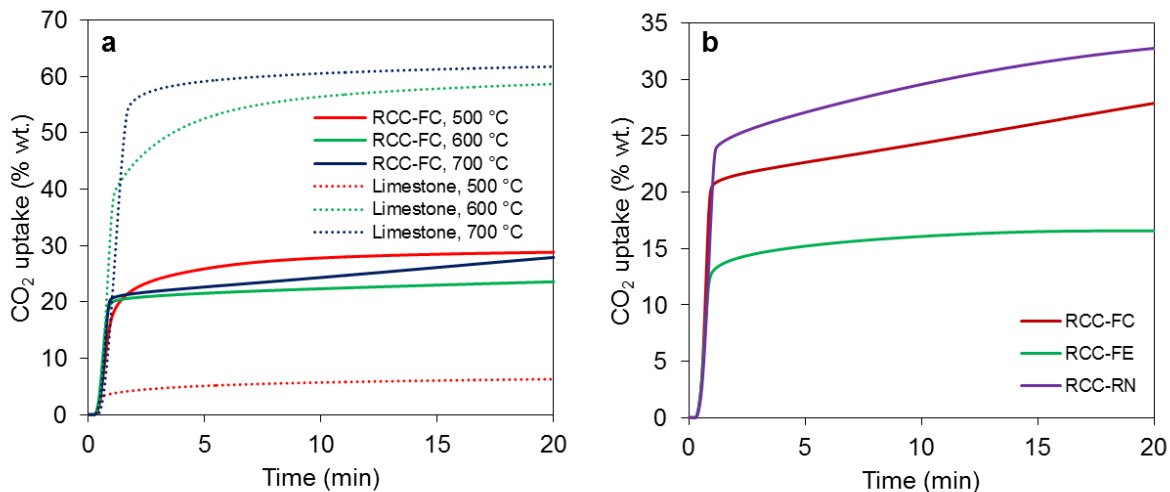 a
CO₂ uptake (% wt.)
70
60
50
40
30
20
10
0
RCC-FC, 500 °C
RCC-FC, 600 °C
RCC-FC, 700 °C
Limestone, 500 °C
Limestone, 600 °C
Limestone, 700 °C
0 5 10 15 20
Time (min)
b
CO₂ uptake (% wt.)
35
30
25
20
15
10
5
0
RCC-FC
RCC-FE
RCC-RN
0 5 10 15 20
Time (min)